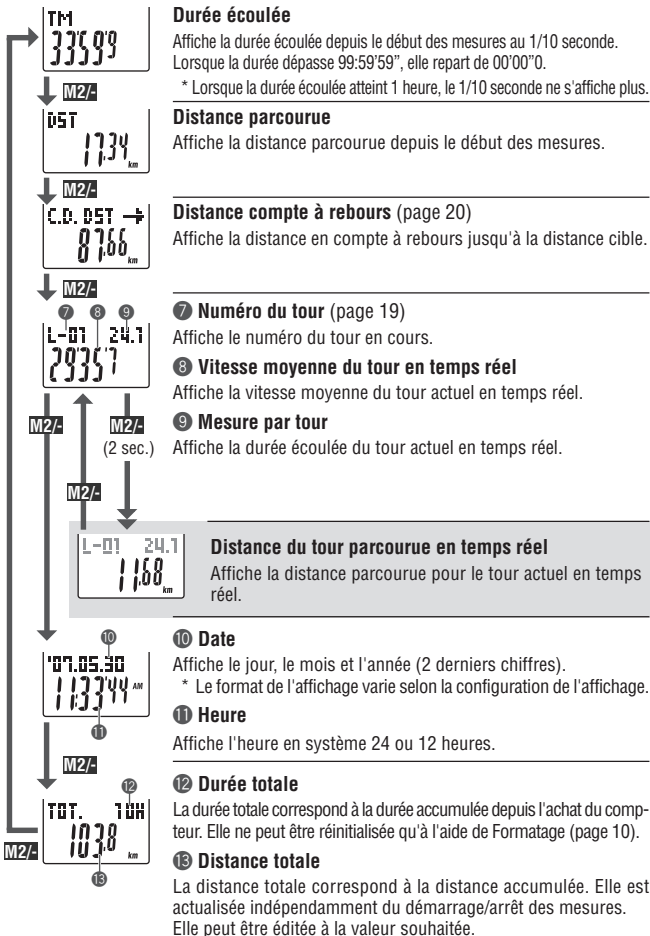 TM
33'59"9
Durée écoulée
Affiche la durée écoulée depuis le début des mesures au 1/10 seconde.
Lorsque la durée dépasse 99:59'59", elle repart de 00'00"0.
* Lorsque la durée écoulée atteint 1 heure, le 1/10 seconde ne s'affiche plus.
M2/-
DST
17.34 km
Distance parcourue
Affiche la distance parcourue depuis le début des mesures.
M2/-
C.D. DST →
87.66 km
Distance compte à rebours (page 20)
Affiche la distance en compte à rebours jusqu'à la distance cible.
M2/-
7 8 9
L-01 24.1
29'35"7
7 Numéro du tour (page 19)
Affiche le numéro du tour en cours.
8 Vitesse moyenne du tour en temps réel
Affiche la vitesse moyenne du tour actuel en temps réel.
9 Mesure par tour
Affiche la durée écoulée du tour actuel en temps réel.
M2/- M2/-
(2 sec.)
M2/-
L-01 24.1
11.68 km
Distance du tour parcourue en temps réel
Affiche la distance parcourue pour le tour actuel en temps
réel.
10
'07.05.30
11:33'44 AM
11
10 Date
Affiche le jour, le mois et l'année (2 derniers chiffres).
* Le format de l'affichage varie selon la configuration de l'affichage.
11 Heure
Affiche l'heure en système 24 ou 12 heures.
M2/-
12
TOT. 10H
103.8 km
13
M2/-
12 Durée totale
La durée totale correspond à la durée accumulée depuis l'achat du comp-
teur. Elle ne peut être réinitialisée qu'à l'aide de Formatage (page 10).
13 Distance totale
La distance totale correspond à la distance accumulée. Elle est
actualisée indépendamment du démarrage/arrêt des mesures.
Elle peut être éditée à la valeur souhaitée.